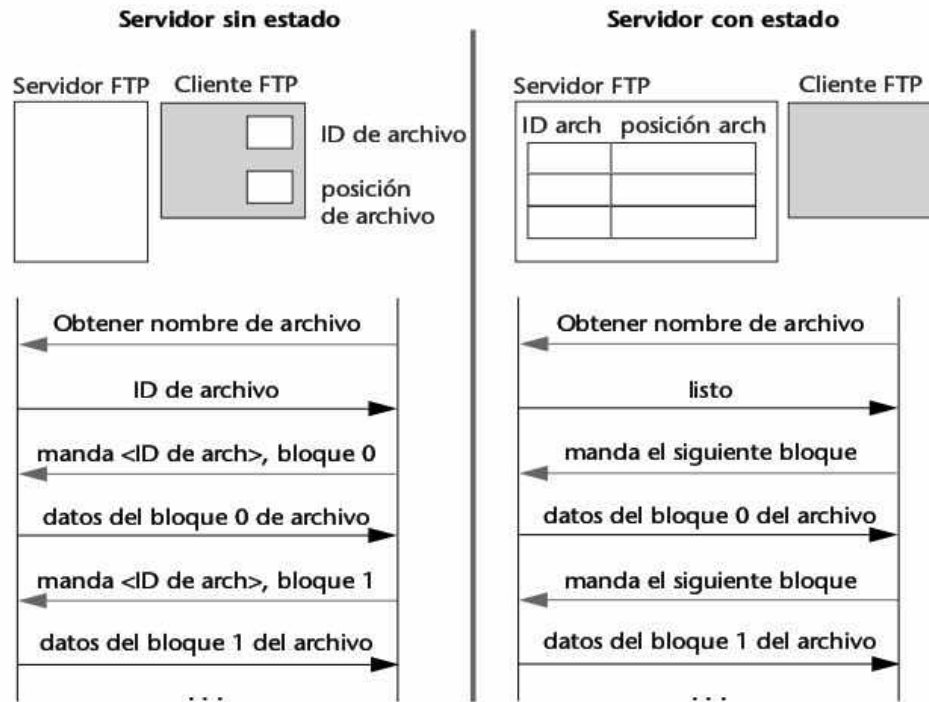 Servidor sin estado
Servidor FTP
Cliente FTP
ID de archivo
posición
de archivo
Obtener nombre de archivo
ID de archivo
manda <ID de arch>, bloque 0
datos del bloque 0 de archivo
manda <ID de arch>, bloque 1
datos del bloque 1 del archivo
. . .
Servidor con estado
Servidor FTP
Cliente FTP
ID arch posición arch
Obtener nombre de archivo
listo
manda el siguiente bloque
datos del bloque 0 del archivo
manda el siguiente bloque
datos del bloque 1 del archivo
. . .